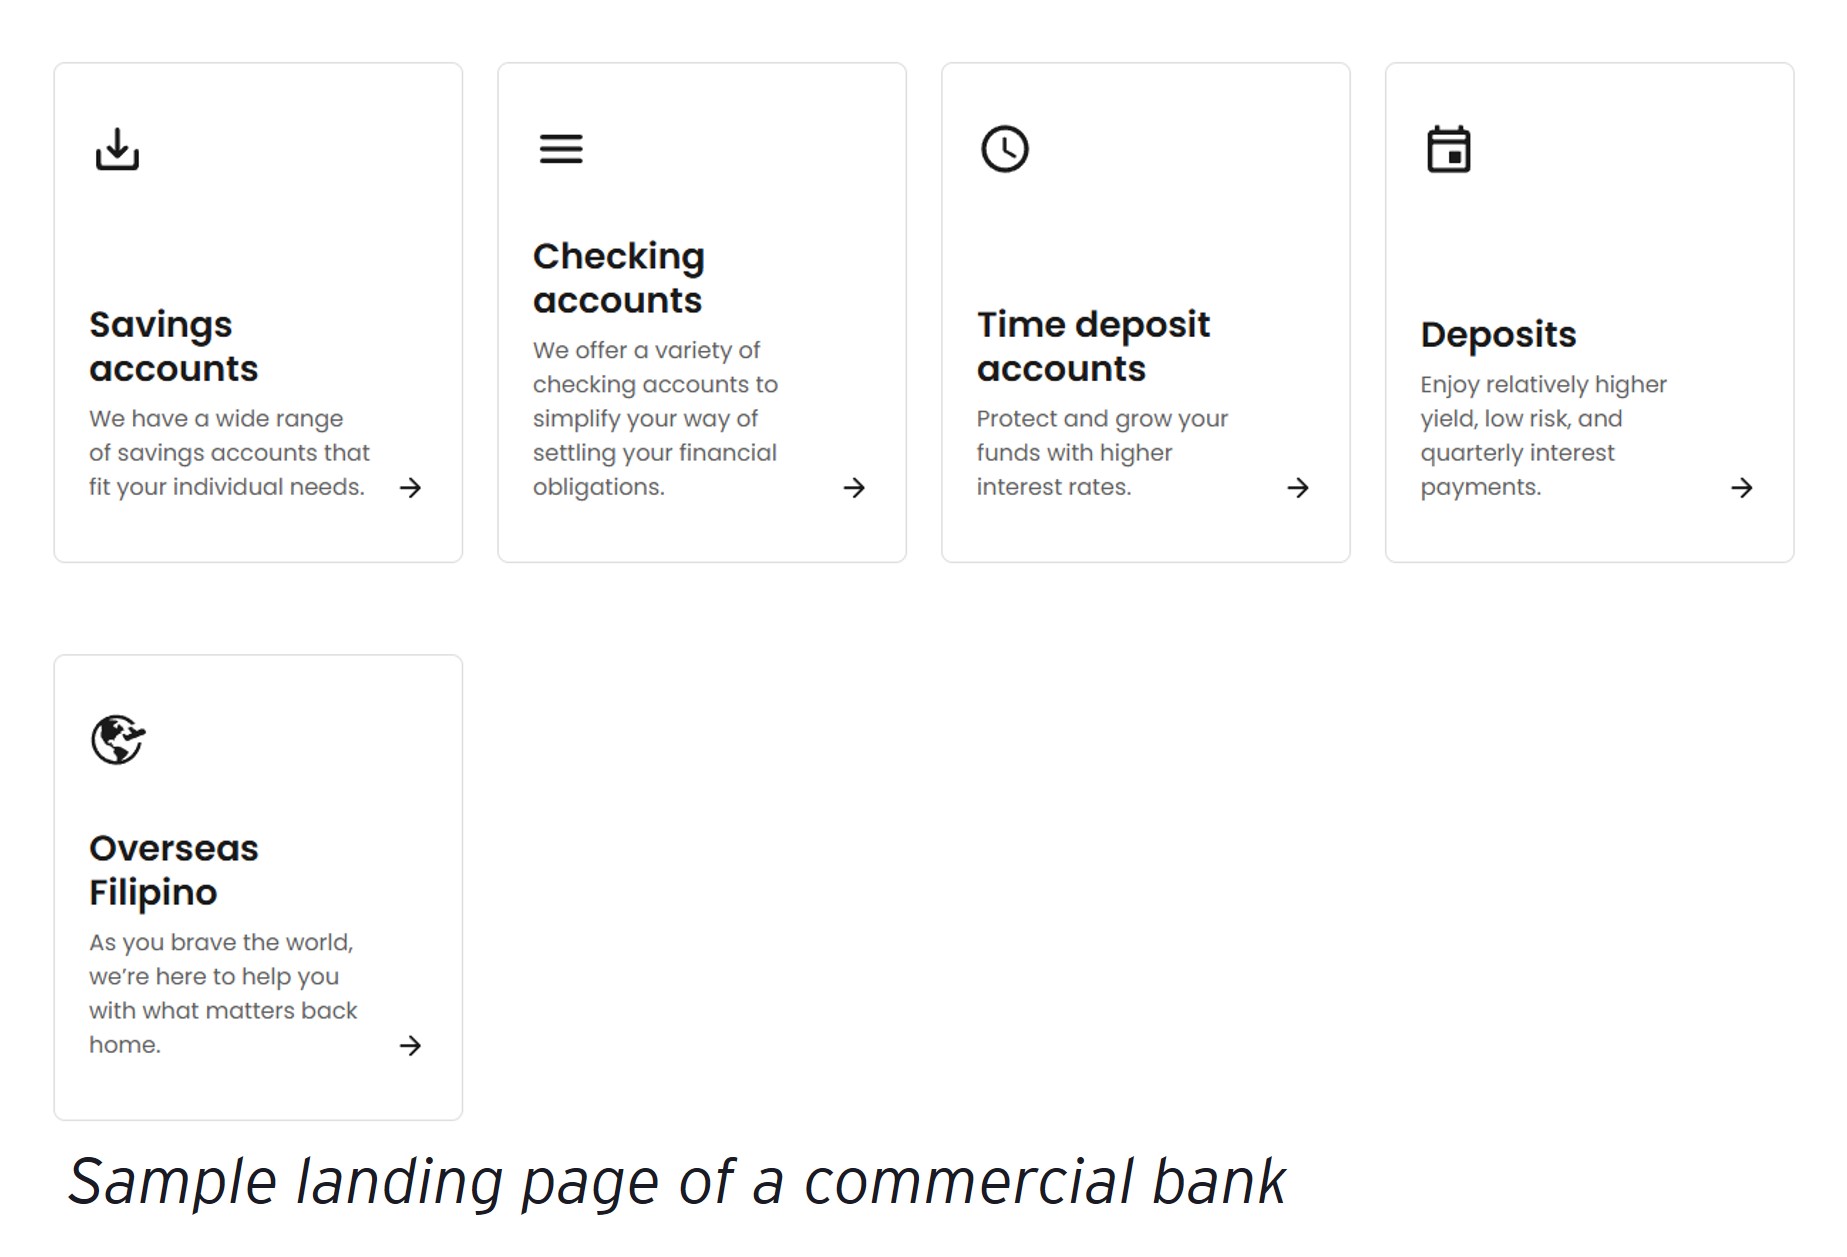 Savings
accounts
We have a wide range
of savings accounts that
fit your individual needs.
Checking
accounts
We offer a variety of
checking accounts to
simplify your way of
settling your financial
obligations.
Time deposit
accounts
Protect and grow your
funds with higher
interest rates.
Deposits
Enjoy relatively higher
yield, low risk, and
quarterly interest
payments.
Overseas
Filipino
As you brave the world,
we’re here to help you
with what matters back
home.
Sample landing page of a commercial bank